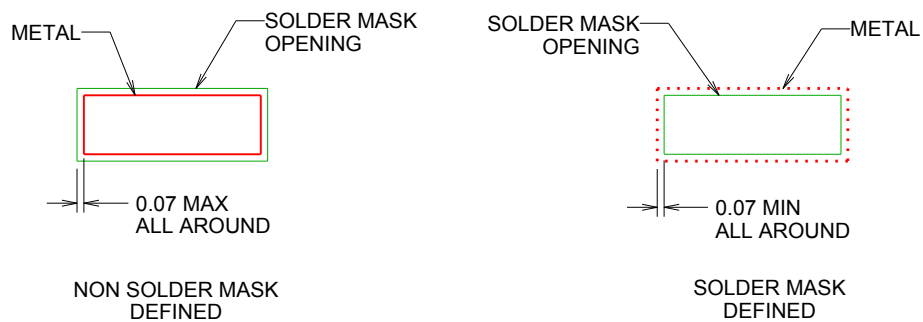 METAL
SOLDER MASK
OPENING
0.07 MAX
ALL AROUND
NON SOLDER MASK
DEFINED
SOLDER MASK
OPENING
METAL
0.07 MIN
ALL AROUND
SOLDER MASK
DEFINED